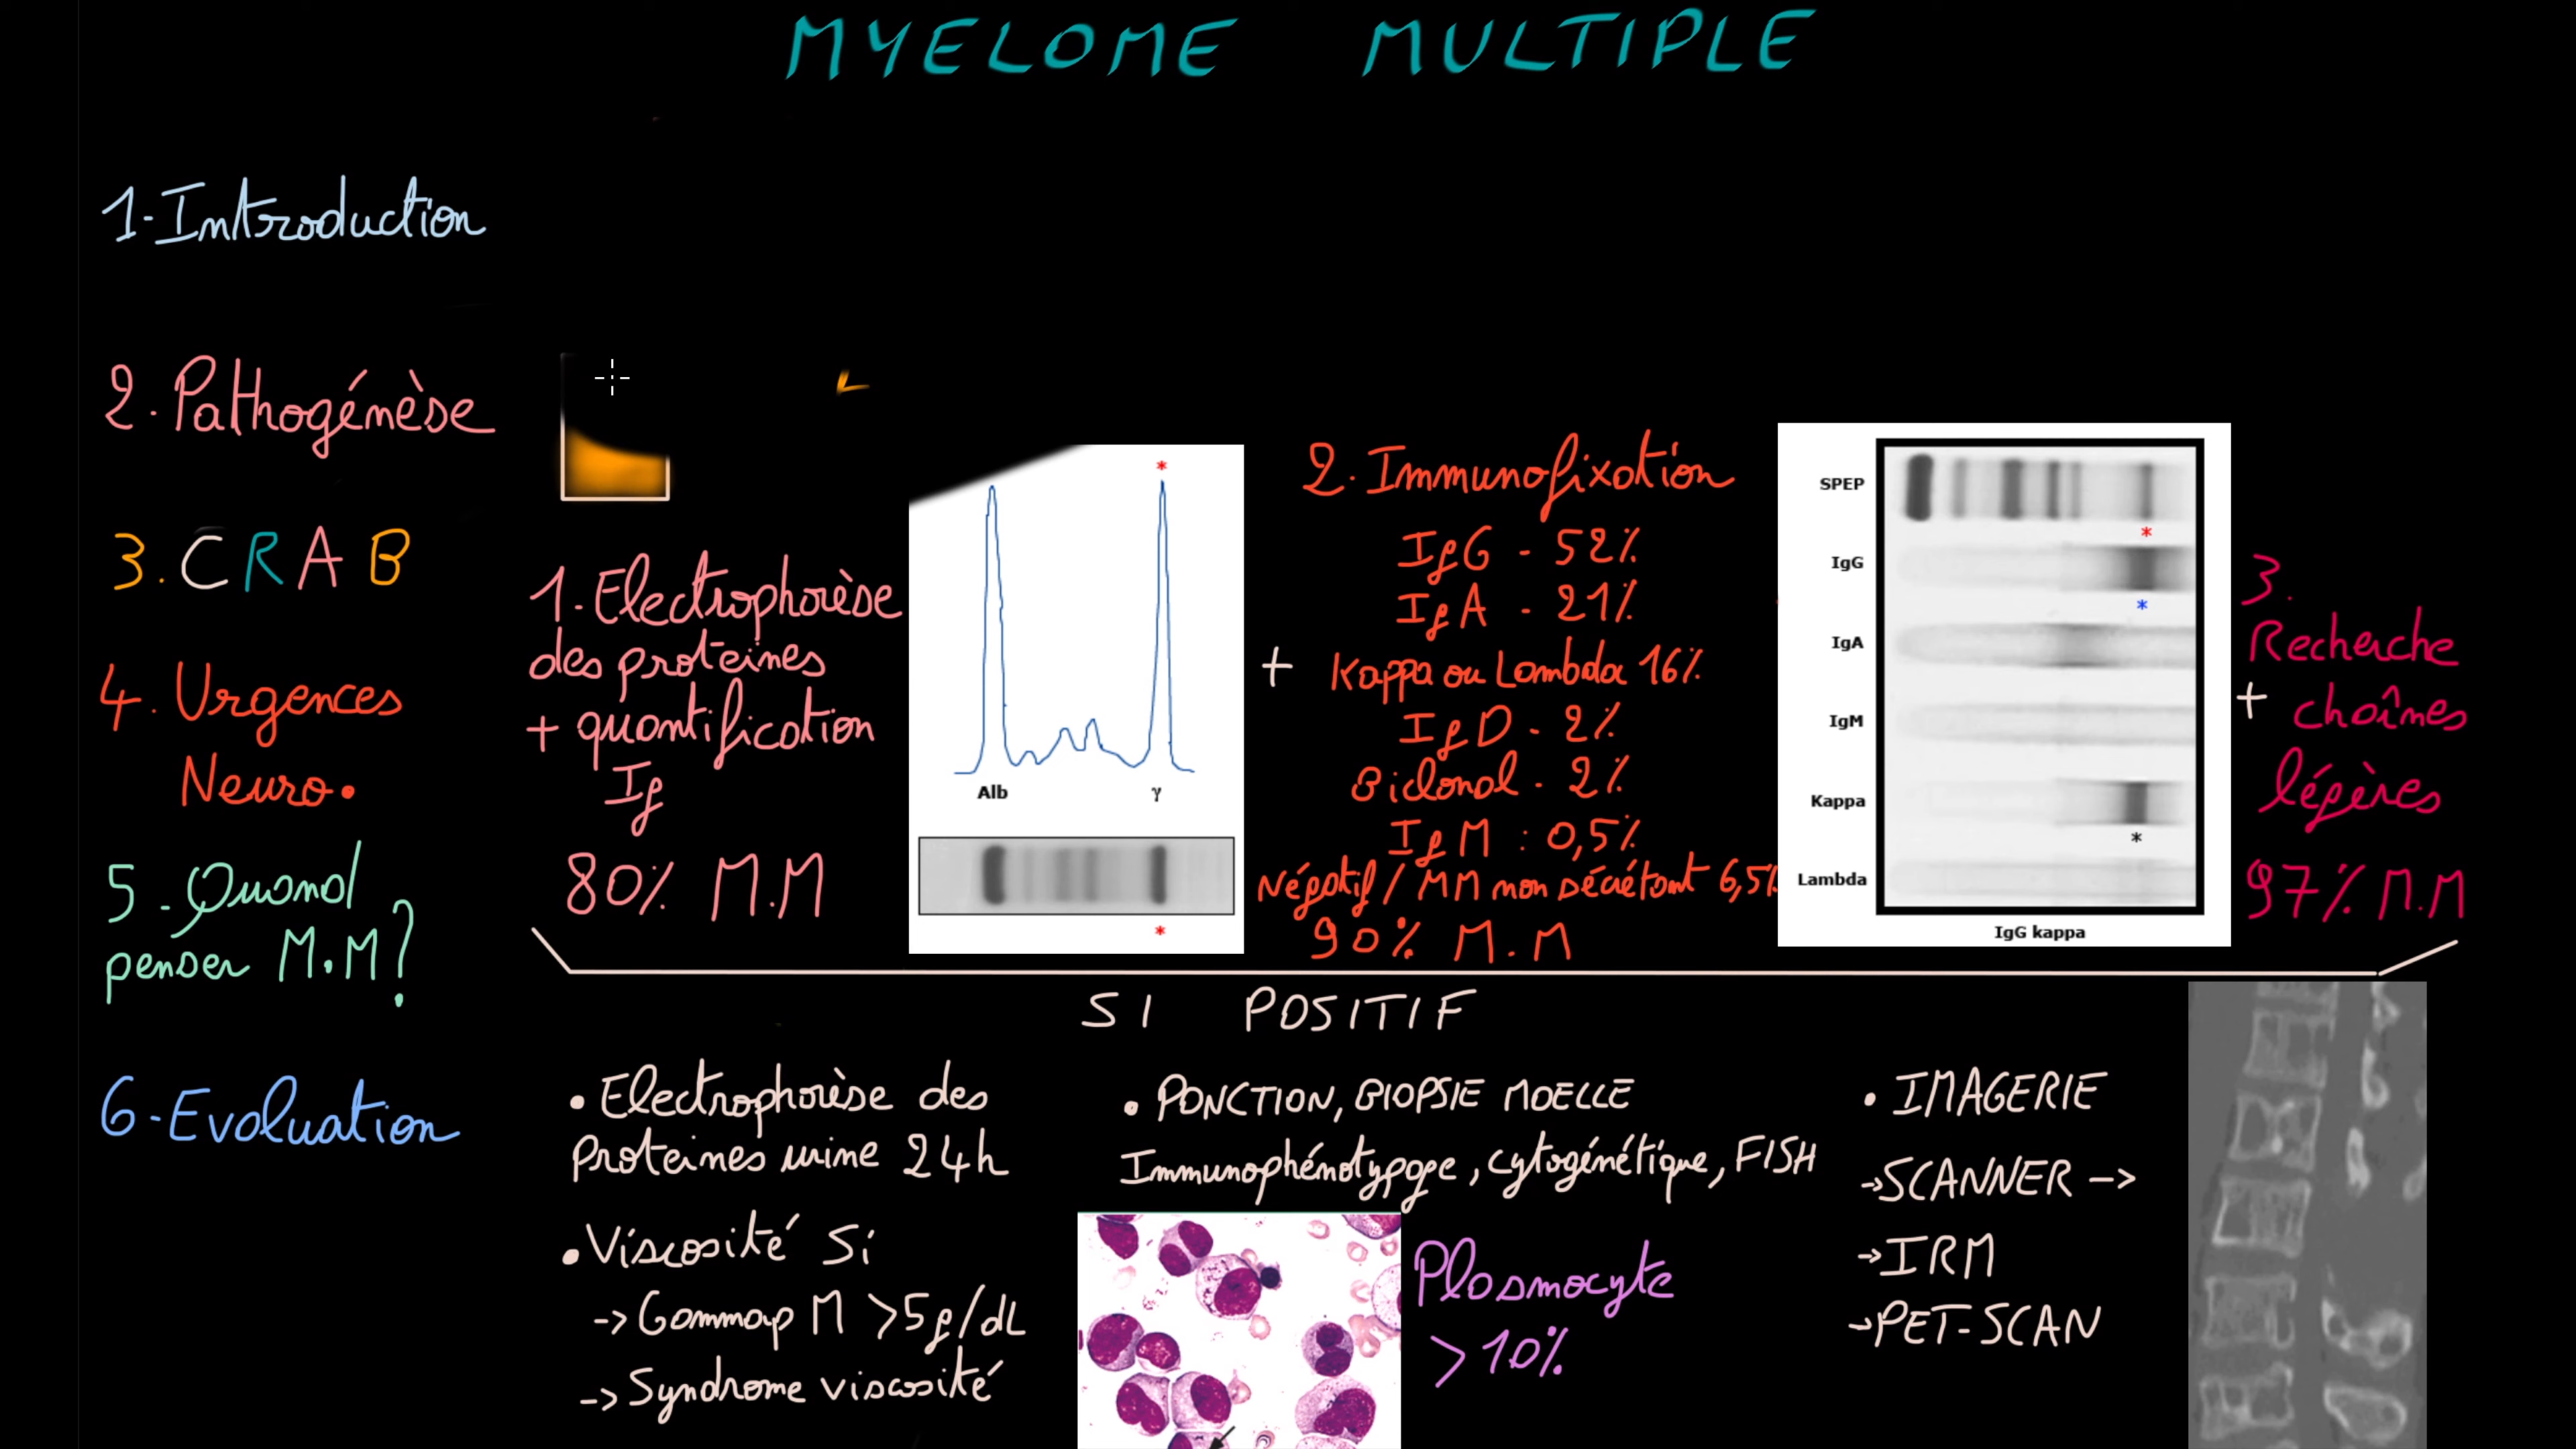 MYELOME MULTIPLE
1-Introduction
2. Pathogénèse
3. C R A B
4. Urgences
Neuro.
5. Quand
penser M.M?
6-Evaluation
1. Electrophorèse
des proteines
+ quantification
Ig
80% M.M
*
Alb γ
*
+
2. Immunofixation
IgG - 52%
IgA - 21%
Kappa ou Lambda 16%
IgD - 2%
Biclonal - 2%
IgM : 0,5%
Négatif / MM non sécrétant 6,5%
90% M.M
SPEP
*
IgG
*
IgA
IgM
Kappa
*
Lambda
IgG kappa
+
3.
Recherche
chaînes
légères
97% M.M
SI POSITIF
• Electrophorèse des
Proteines urine 24h
• Viscosité Si
-> Gammap M >5g/dL
-> Syndrome viscosité
• PONCTION, BIOPSIE MOELLE
Immunophénotypage, cytogénétique, FISH
Plasmocyte
>10%
• IMAGERIE
->SCANNER ->
->IRM
->PET-SCAN